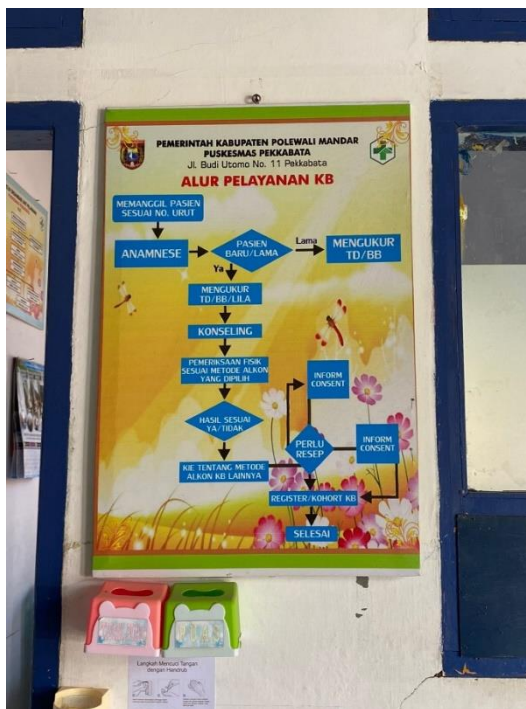 PEMERINTAH KABUPATEN POLEWALI MANDAR
PUSKESMAS PEKKABATA
Jl. Budi Utomo No. 11 Pekkabata
ALUR PELAYANAN KB
MEMANGGIL PASIEN
SESUAI NO. URUT
ANAMNESE
PASIEN
BARU/LAMA
Lama
MENGUKUR
TD/BB
Ya
MENGUKUR
TD/BB/LILA
KONSELING
PEMERIKSAAN FISIK
SESUAI METODE ALKON
YANG DIPILIH
INFORM
CONSENT
HASIL SESUAI
YA/TIDAK
PERLU
RESEP
INFORM
CONSENT
KIE TENTANG METODE
ALKON KB LAINNYA
REGISTER/KOHORT KB
SELESAI
Langkah Mencuci Tangan
dengan Handrub